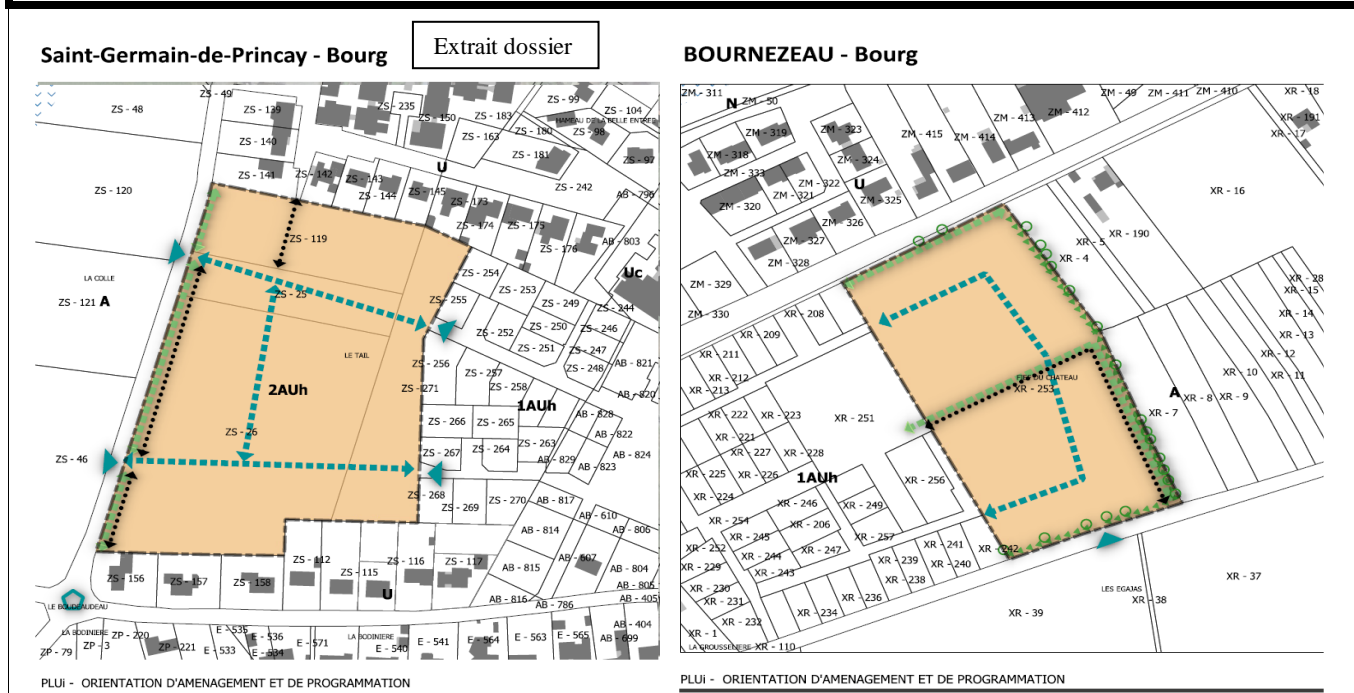 Extrait dossier
Saint-Germain-de-Princay - Bourg
BOURNEZEAU - Bourg
ZS - 48
ZS - 49
ZS - 139
ZS - 235
ZS - 150
ZS - 183
ZS - 99
ZS - 104
HAMEAU DE LA BELLE ENTREE
ZS - 140
ZS - 163
ZS - 180
ZS - 98
ZS - 141
ZS - 142
ZS - 143
ZS - 144
ZS - 145
U
ZS - 181
ZS - 97
ZS - 120
ZS - 173
ZS - 242
AB - 796
ZS - 119
ZS - 174
ZS - 175
ZS - 176
AB - 803
LA COLLE
ZS - 121
A
ZS - 25
ZS - 254
ZS - 255
ZS - 253
Uc
ZS - 249
ZS - 244
ZS - 252
ZS - 250
ZS - 246
ZS - 251
ZS - 247
LE TAIL
ZS - 256
ZS - 248
AB - 821
ZS - 257
2AUh
ZS - 271
ZS - 258
AB - 820
1AUh
AB - 828
ZS - 26
ZS - 266
ZS - 265
AB - 822
ZS - 46
ZS - 267
ZS - 264
ZS - 263
AB - 829
AB - 824
AB - 823
ZS - 268
ZS - 269
ZS - 270
AB - 817
AB - 610
AB - 814
AB - 806
ZS - 112
ZS - 115
ZS - 116
ZS - 117
AB - 607
ZS - 156
ZS - 157
ZS - 158
AB - 815
AB - 804
U
AB - 805
LE BOUDEAUDEAU
AB - 816
AB - 786
AB - 405
LA BODINIERE
ZP - 220
E - 535
E - 536
E - 571
LA BODINIERE
E - 541
E - 564
E - 563
E - 565
AB - 404
ZP - 79
ZP - 3
ZP - 221
E - 533
E - 534
E - 540
AB - 699
PLUi - ORIENTATION D'AMENAGEMENT ET DE PROGRAMMATION
ZM - 311
N
ZM - 50
ZM - 49
ZM - 411
ZM - 410
XR - 18
ZM - 319
ZM - 323
ZM - 415
ZM - 414
ZM - 413
ZM - 412
XR - 191
XR - 17
ZM - 318
ZM - 333
ZM - 324
ZM - 322
U
ZM - 321
ZM - 320
ZM - 325
XR - 16
ZM - 326
ZM - 327
XR - 5
XR - 190
ZM - 328
XR - 4
ZM - 329
XR - 28
XR - 15
ZM - 330
XR - 208
XR - 14
XR - 209
XR - 13
XR - 211
XR - 12
XR - 212
XR - 10
XR - 11
XR - 213
XR - 253
A
XR - 9
XR - 8
XR - 7
XR - 222
XR - 223
XR - 251
XR - 221
XR - 227
XR - 228
XR - 225
XR - 226
1AUh
XR - 256
XR - 224
XR - 246
XR - 249
XR - 254
XR - 206
XR - 245
XR - 257
XR - 252
XR - 244
XR - 247
XR - 241
XR - 242
XR - 229
XR - 243
XR - 239
XR - 240
XR - 230
XR - 238
XR - 37
XR - 231
XR - 236
LES EGAJAS
XR - 234
XR - 39
XR - 38
XR - 232
XR - 1
LA GROUSSELIERE
XR - 110
PLUi - ORIENTATION D'AMENAGEMENT ET DE PROGRAMMATION